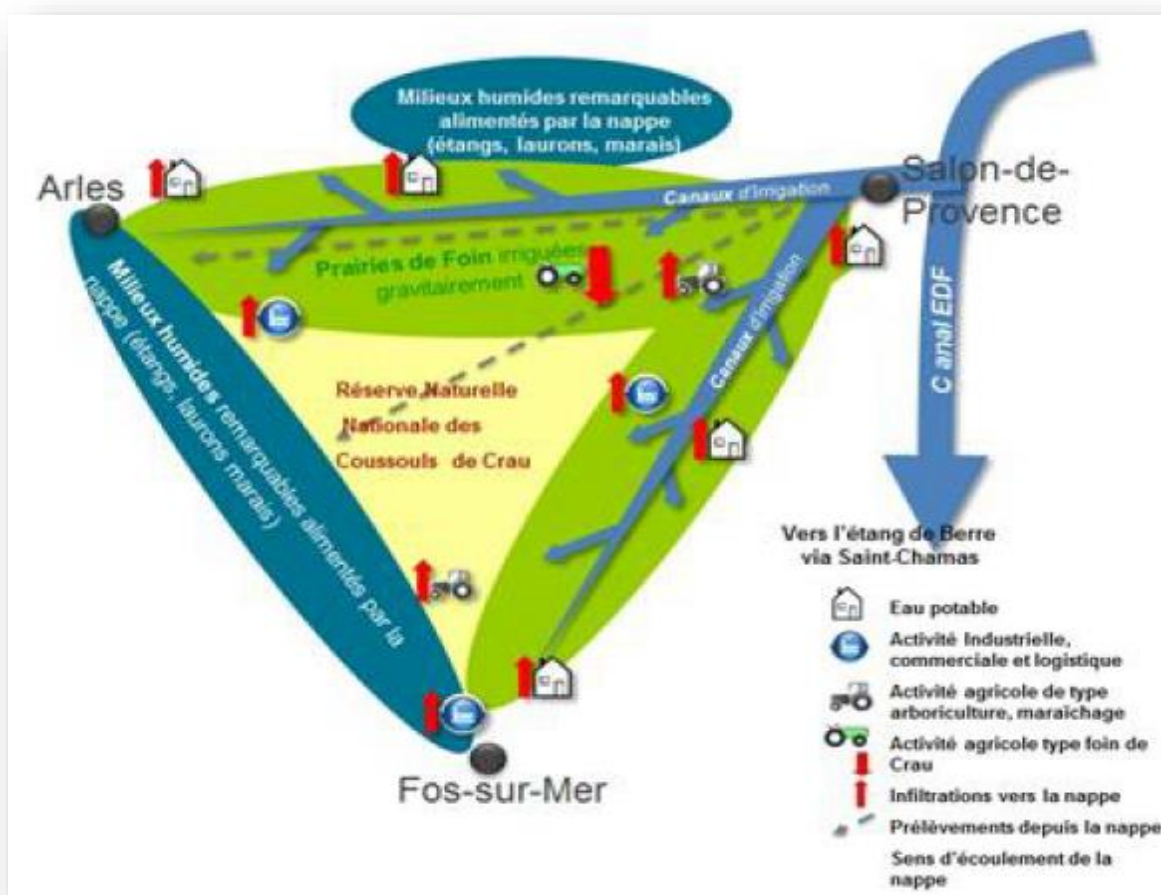 Milieux humides remarquables
alimentés par la nappe
(étangs, laurons, marais)
Arles
Salon-de-
Provence
Canaux d'Irrigation
Prairies de Foin irriguées
gravitairement
Milieux humides remarquables alimentés par la
nappe (étangs, laurons marais)
Canaux d'Irrigation
Canal EDF
Réserve Naturelle
Nationale des
Coussouls de Crau
Vers l'étang de Berre
via Saint-Chamas
Fos-sur-Mer
Eau potable
Activité Industrielle,
commerciale et logistique
Activité agricole de type
arboriculture, maraîchage
Activité agricole type foin de
Crau
Infiltrations vers la nappe
Prélèvements depuis la nappe
Sens d'écoulement de la
nappe